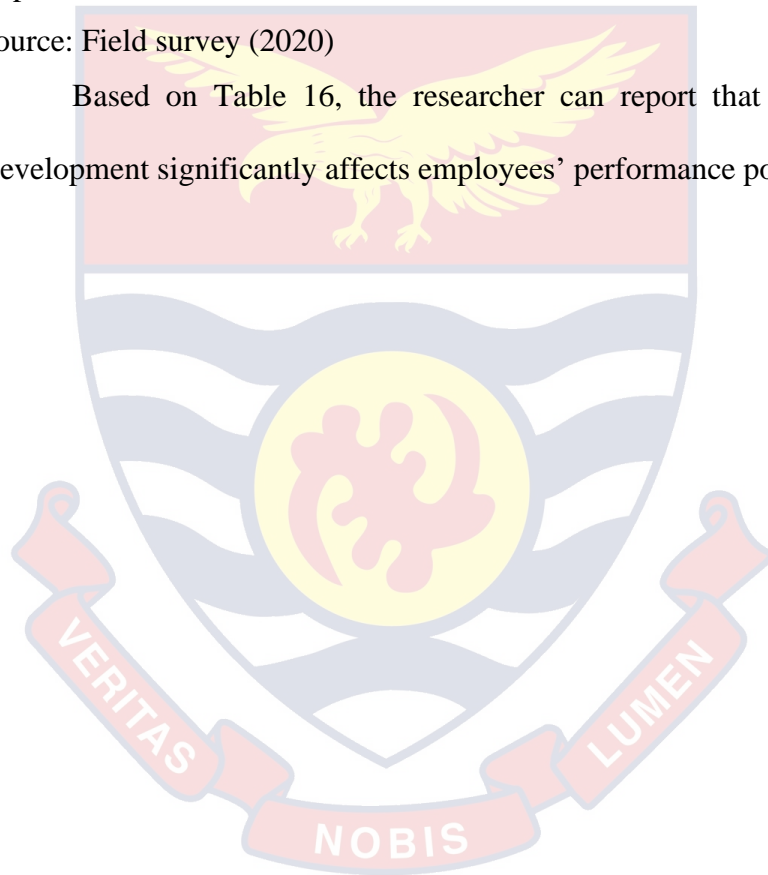 ource: Field survey (2020)
Based on Table 16, the researcher can report that
evelopment significantly affects employees’ performance po
VERITAS
NOBIS
LUMEN